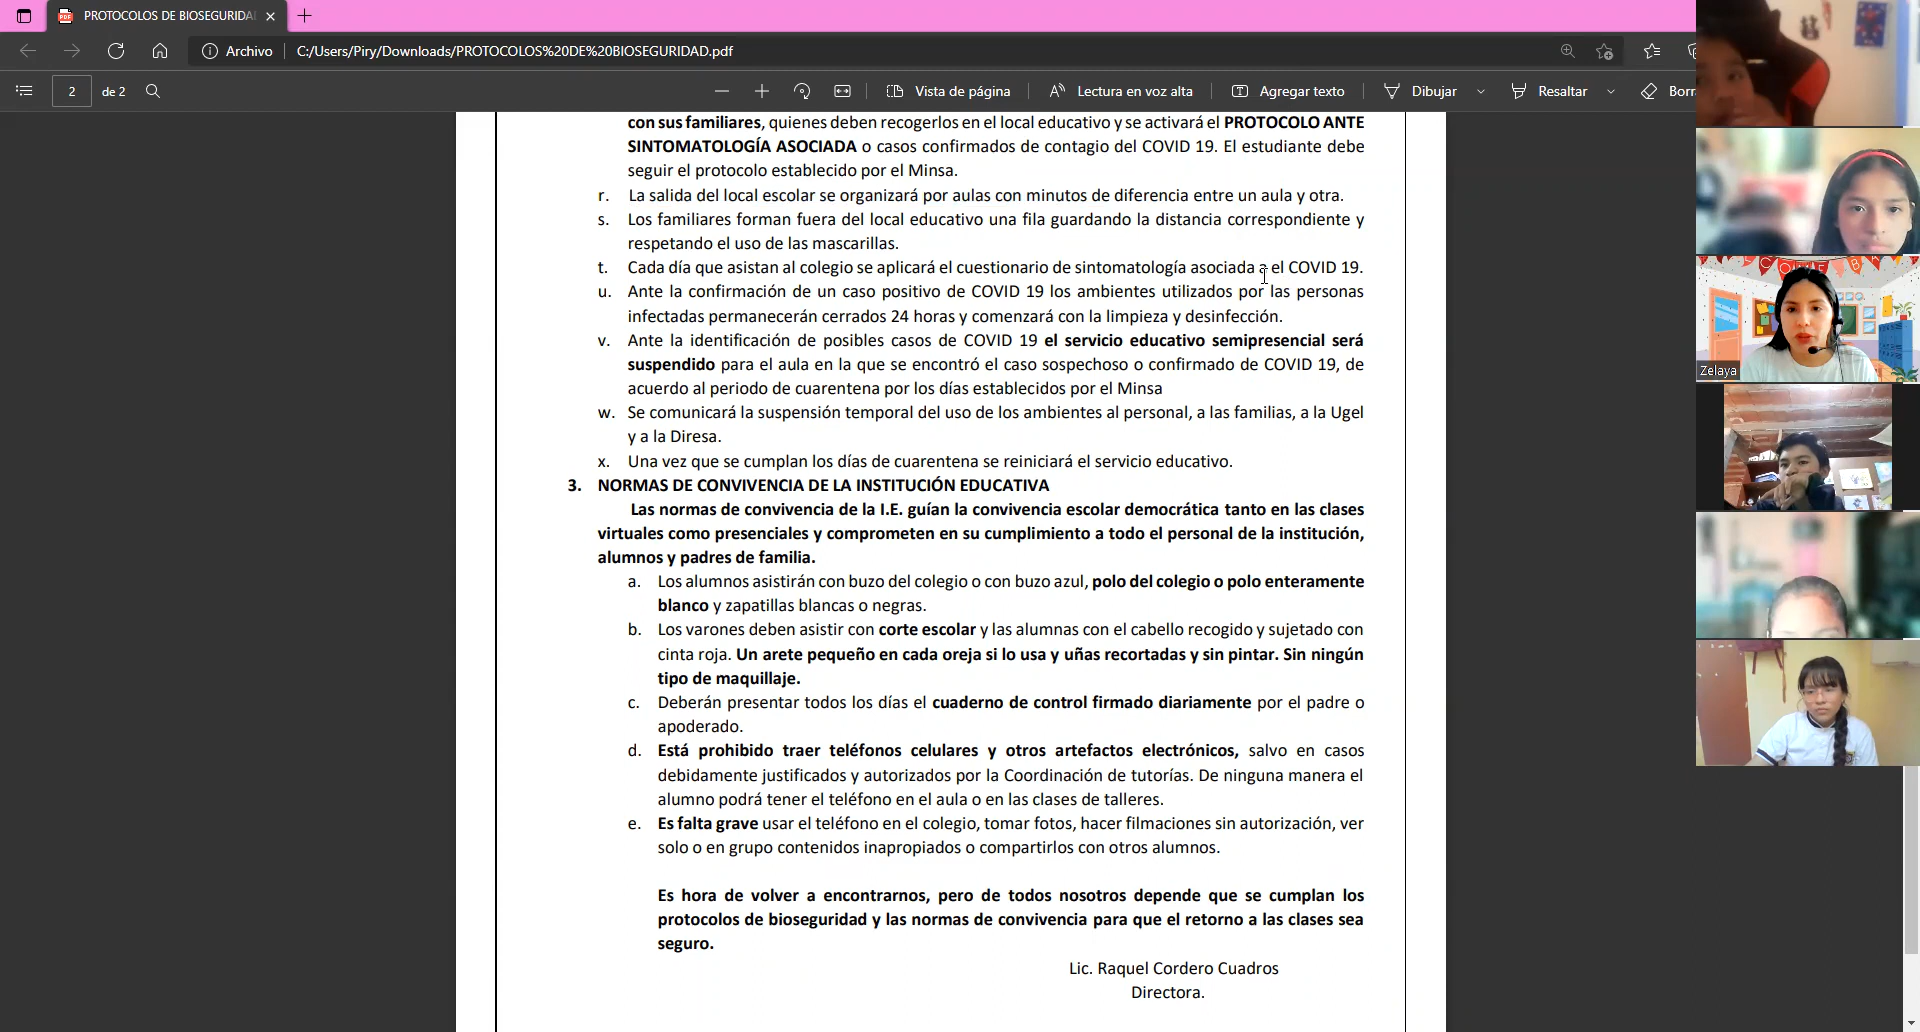 PROTOCOLOS DE BIOSEGURIDA
Archivo
C:/Users/Piry/Downloads/PROTOCOLOS%20DE%20BIOSEGURIDAD.pdf
2 de 2
Vista de página
Lectura en voz alta
Agregar texto
Dibujar
Resaltar
Borr
con sus familiares, quienes deben recogerlos en el local educativo y se activará el PROTOCOLO ANTE
SINTOMATOLOGÍA ASOCIADA o casos confirmados de contagio del COVID 19. El estudiante debe
seguir el protocolo establecido por el Minsa.
r. La salida del local escolar se organizará por aulas con minutos de diferencia entre un aula y otra.
s. Los familiares forman fuera del local educativo una fila guardando la distancia correspondiente y
respetando el uso de las mascarillas.
t. Cada día que asistan al colegio se aplicará el cuestionario de sintomatología asociada a el COVID 19.
u. Ante la confirmación de un caso positivo de COVID 19 los ambientes utilizados por las personas
infectadas permanecerán cerrados 24 horas y comenzará con la limpieza y desinfección.
v. Ante la identificación de posibles casos de COVID 19 el servicio educativo semipresencial será
suspendido para el aula en la que se encontró el caso sospechoso o confirmado de COVID 19, de
acuerdo al periodo de cuarentena por los días establecidos por el Minsa
w. Se comunicará la suspensión temporal del uso de los ambientes al personal, a las familias, a la Ugel
y a la Diresa.
x. Una vez que se cumplan los días de cuarentena se reiniciará el servicio educativo.
3. NORMAS DE CONVIVENCIA DE LA INSTITUCIÓN EDUCATIVA
Las normas de convivencia de la I.E. guían la convivencia escolar democrática tanto en las clases
virtuales como presenciales y comprometen en su cumplimiento a todo el personal de la institución,
alumnos y padres de familia.
a. Los alumnos asistirán con buzo del colegio o con buzo azul, polo del colegio o polo enteramente
blanco y zapatillas blancas o negras.
b. Los varones deben asistir con corte escolar y las alumnas con el cabello recogido y sujetado con
cinta roja. Un arete pequeño en cada oreja si lo usa y uñas recortadas y sin pintar. Sin ningún
tipo de maquillaje.
c. Deberán presentar todos los días el cuaderno de control firmado diariamente por el padre o
apoderado.
d. Está prohibido traer teléfonos celulares y otros artefactos electrónicos, salvo en casos
debidamente justificados y autorizados por la Coordinación de tutorías. De ninguna manera el
alumno podrá tener el teléfono en el aula o en las clases de talleres.
e. Es falta grave usar el teléfono en el colegio, tomar fotos, hacer filmaciones sin autorización, ver
solo o en grupo contenidos inapropiados o compartirlos con otros alumnos.
Es hora de volver a encontrarnos, pero de todos nosotros depende que se cumplan los
protocolos de bioseguridad y las normas de convivencia para que el retorno a las clases sea
seguro.
Lic. Raquel Cordero Cuadros
Directora.
Zelaya